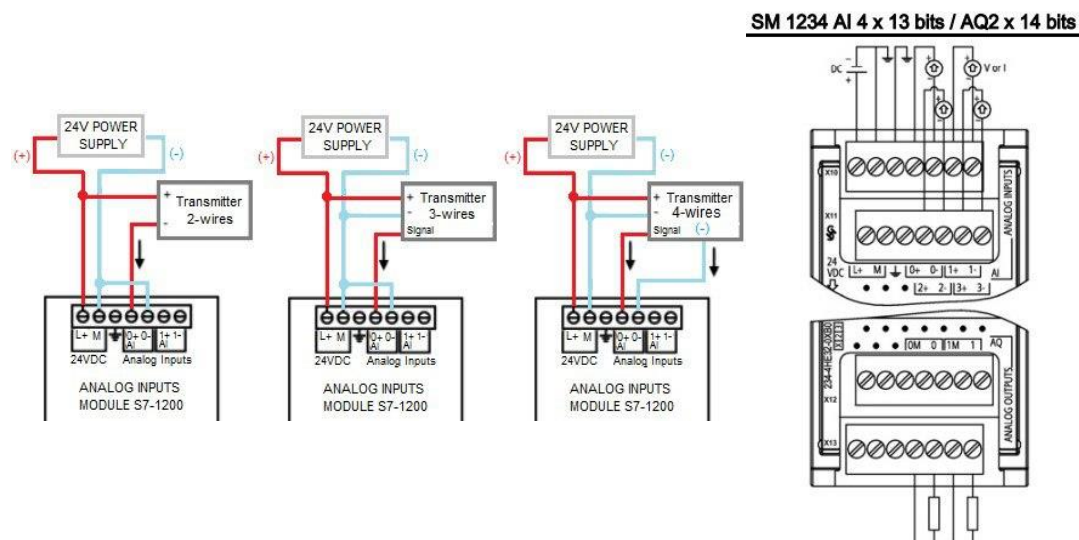 SM 1234 AI 4 x 13 bits / AQ2 x 14 bits
24V POWER
SUPPLY
(+)
(-)
+ Transmitter
- 2-wires
L+ M 0+ 0- 1+ 1-
AI AI
24VDC Analog Inputs
ANALOG INPUTS
MODULE S7-1200
24V POWER
SUPPLY
(+)
(-)
+ Transmitter
- 3-wires
Signal
L+ M 0+ 0- 1+ 1-
AI AI
24VDC Analog Inputs
ANALOG INPUTS
MODULE S7-1200
24V POWER
SUPPLY
(+)
(-)
+ Transmitter
- 4-wires
Signal (-)
L+ M 0+ 0- 1+ 1-
AI AI
24VDC Analog Inputs
ANALOG INPUTS
MODULE S7-1200
DC
-
+
+
-
V or I
X10
ANALOG INPUTS
X11
24
VDC
L+ M 0+ 0- 1+ 1- AI
2+ 2- 3+ 3-
0M 0 1M 1 AQ
234-4HE32-0XB0
X12
ANALOG OUTPUTS
X13